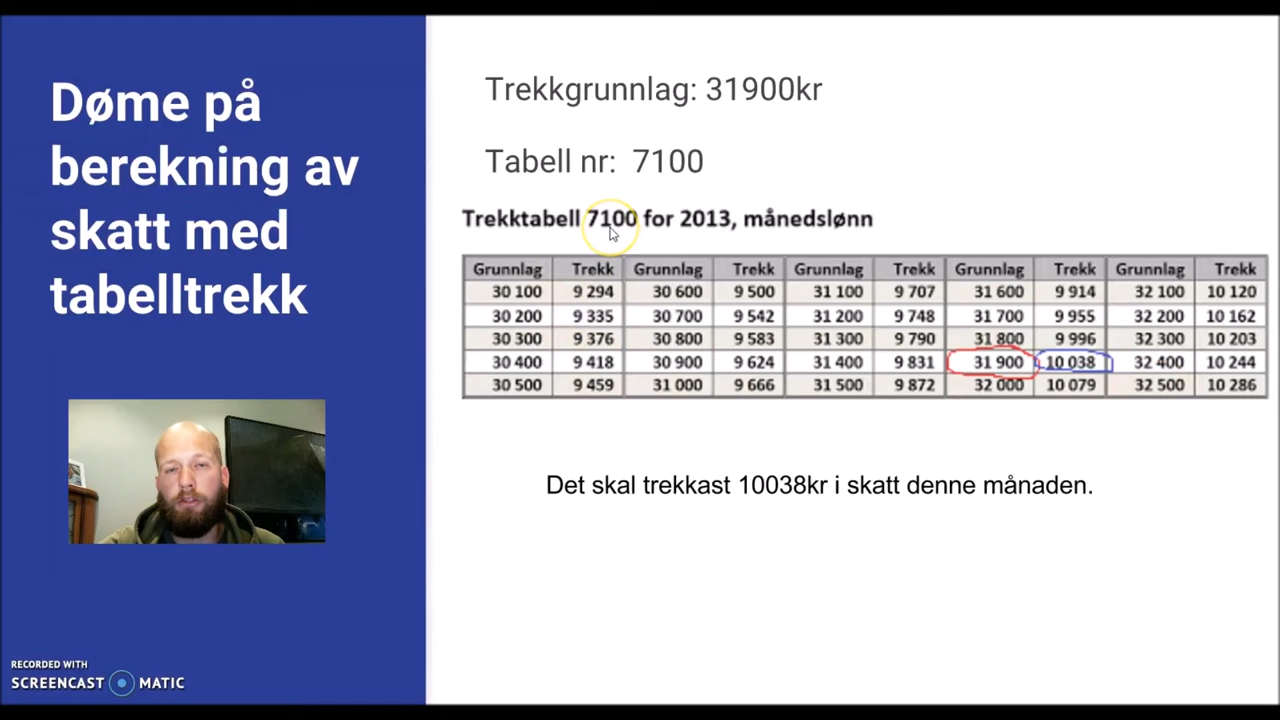 Døme på
berekning av
skatt med
tabelltrekk
Trekkgrunnlag: 31900kr
Tabell nr: 7100
Trekktabell 7100 for 2013, månedslønn
Grunnlag Trekk Grunnlag Trekk Grunnlag Trekk Grunnlag Trekk Grunnlag Trekk
30 100 9 294 30 600 9 500 31 100 9 707 31 600 9 914 32 100 10 120
30 200 9 335 30 700 9 542 31 200 9 748 31 700 9 955 32 200 10 162
30 300 9 376 30 800 9 583 31 300 9 790 31 800 9 996 32 300 10 203
30 400 9 418 30 900 9 624 31 400 9 831 31 900 10 038 32 400 10 244
30 500 9 459 31 000 9 666 31 500 9 872 32 000 10 079 32 500 10 286
Det skal trekkast 10038kr i skatt denne månaden.
RECORDED WITH
SCREENCAST MATIC